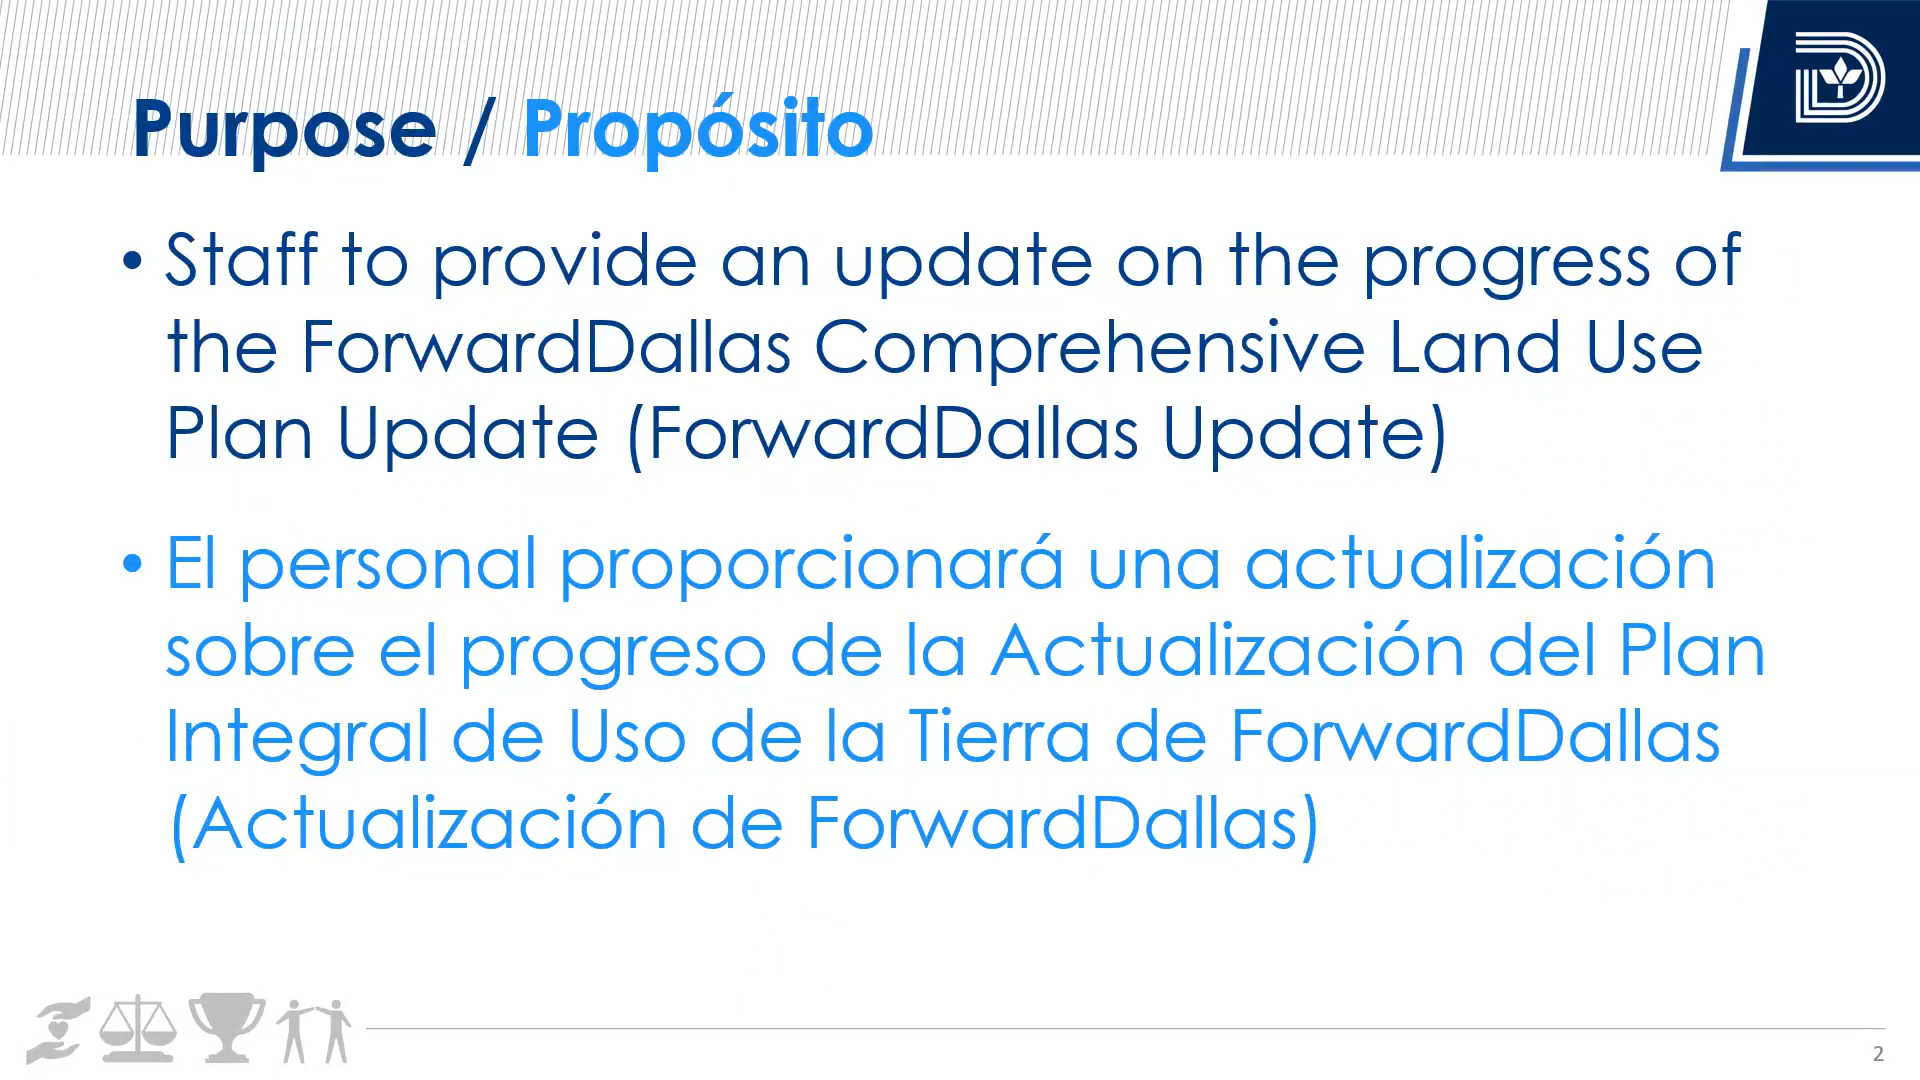 Purpose / Propósito
• Staff to provide an update on the progress of
the ForwardDallas Comprehensive Land Use
Plan Update (ForwardDallas Update)
• El personal proporcionará una actualización
sobre el progreso de la Actualización del Plan
Integral de Uso de la Tierra de ForwardDallas
(Actualización de ForwardDallas)
2